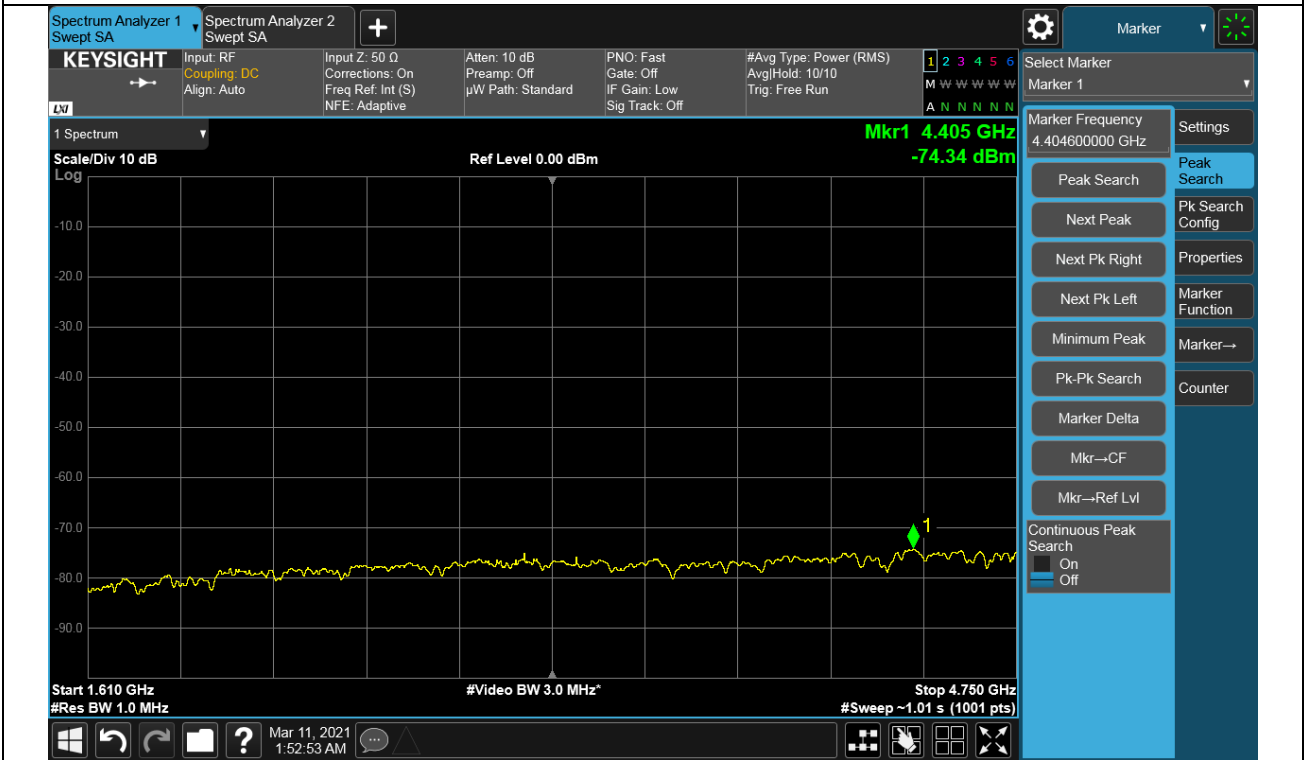 Spectrum Analyzer 1
Swept SA
Spectrum Analyzer 2
Swept SA
Marker
KEYSIGHT
LXI
Input: RF
Coupling: DC
Align: Auto
Input Z: 50 Ω
Corrections: On
Freq Ref: Int (S)
NFE: Adaptive
Atten: 10 dB
Preamp: Off
µW Path: Standard
PNO: Fast
Gate: Off
IF Gain: Low
Sig Track: Off
#Avg Type: Power (RMS)
Avg|Hold: 10/10
Trig: Free Run
1 2 3 4 5 6
M W W W W W
A N N N N N
Select Marker
Marker 1
1 Spectrum
Mkr1 4.405 GHz
-74.34 dBm
Scale/Div 10 dB
Ref Level 0.00 dBm
Log
-10.0
-20.0
-30.0
-40.0
-50.0
-60.0
-70.0
-80.0
-90.0
1
Start 1.610 GHz
#Video BW 3.0 MHz*
Stop 4.750 GHz
#Res BW 1.0 MHz
#Sweep ~1.01 s (1001 pts)
Marker Frequency
4.404600000 GHz
Peak Search
Next Peak
Next Pk Right
Next Pk Left
Minimum Peak
Pk-Pk Search
Marker Delta
Mkr→CF
Mkr→Ref Lvl
Continuous Peak
Search
On
Off
Settings
Peak
Search
Pk Search
Config
Properties
Marker
Function
Marker→
Counter
?
Mar 11, 2021
1:52:53 AM